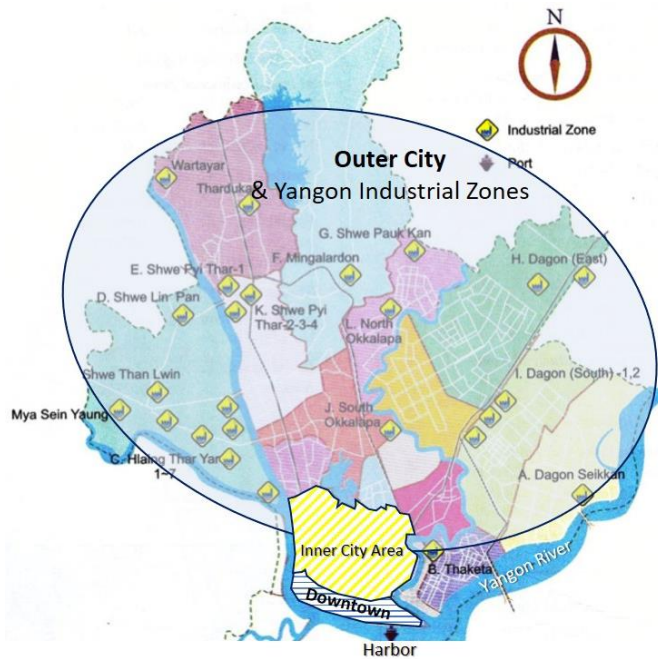 N
Industrial Zone
Port
Outer City
& Yangon Industrial Zones
Wartayar
Tharduka
G. Shwe Pauk Kan
F. Mingalardon
H. Dagon (East)
E. Shwe Pyi Thar-1
D. Shwe Lin Pan
K. Shwe Pyi
Thar-2-3-4
L. North
Okkalapa
Shwe Than Lwin
I. Dagon (South) -1,2
Mya Sein Yaung
J. South
Okkalapa
C. Hlaing Thar Yar
1~7
A. Dagon Seikkan
Inner City Area
B. Thaketa
Yangon River
Downtown
Harbor